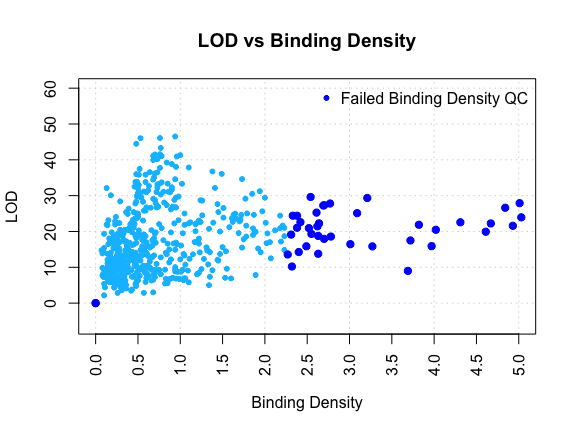 LOD vs Binding Density
Failed Binding Density QC
LOD
60
50
40
30
20
10
0
0.0 0.5 1.0 1.5 2.0 2.5 3.0 3.5 4.0 4.5 5.0
Binding Density